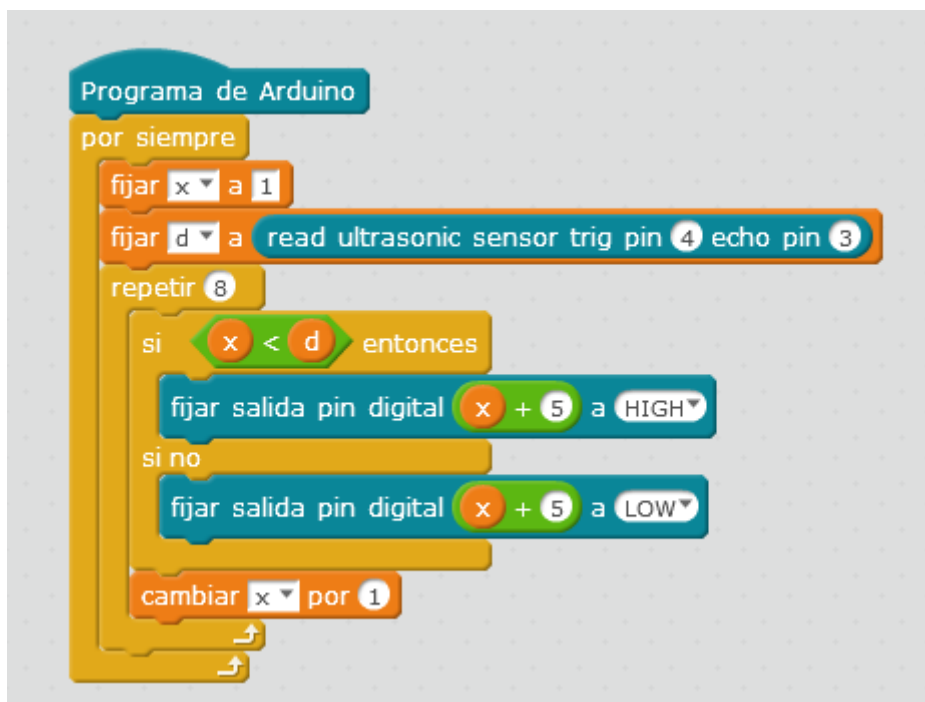 Programa de Arduino
por siempre
fijar x a 1
fijar d a read ultrasonic sensor trig pin 4 echo pin 3
repetir 8
si x < d entonces
fijar salida pin digital x + 5 a HIGH
si no
fijar salida pin digital x + 5 a LOW
cambiar x por 1